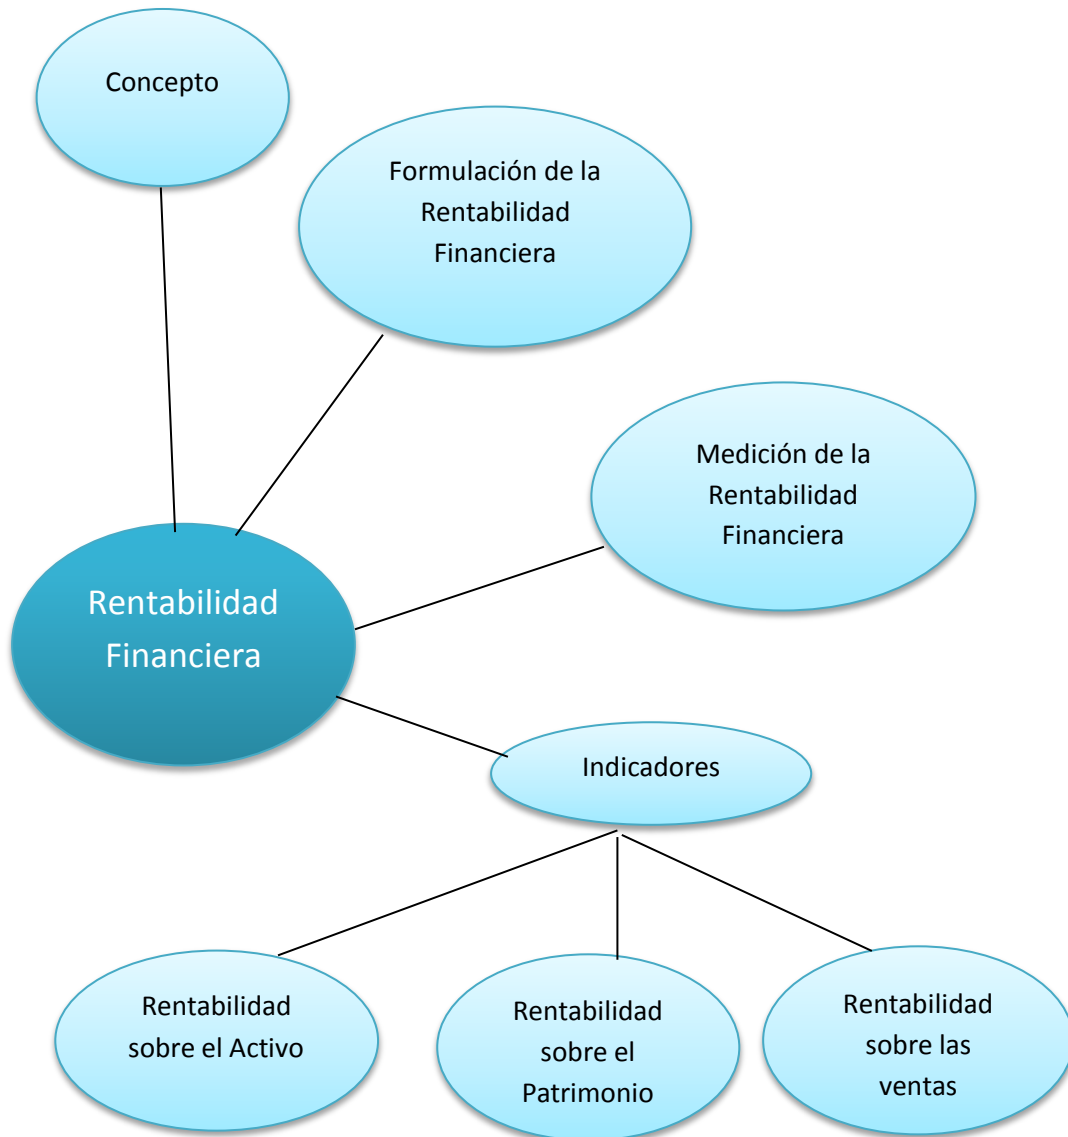 Concepto
Formulación de la
Rentabilidad
Financiera
Medición de la
Rentabilidad
Financiera
Rentabilidad
Financiera
Indicadores
Rentabilidad
sobre el Activo
Rentabilidad
sobre el
Patrimonio
Rentabilidad
sobre las
ventas